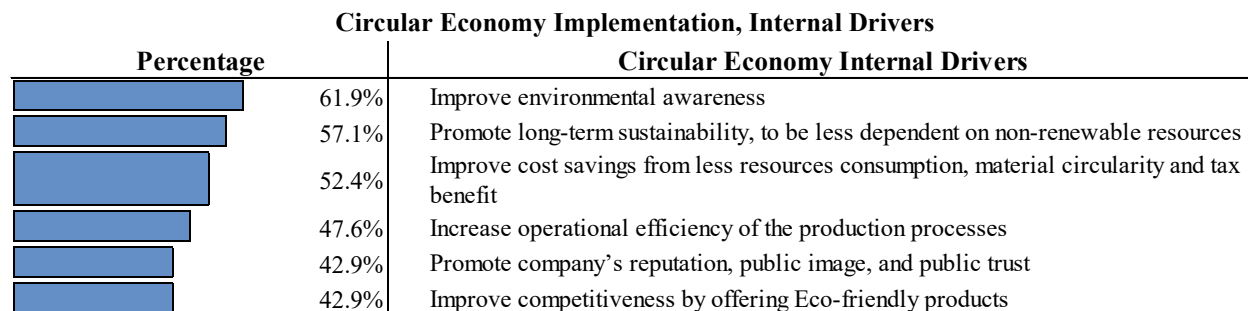 Circular Economy Implementation, Internal Drivers
Percentage Circular Economy Internal Drivers
61.9% Improve environmental awareness
57.1% Promote long-term sustainability, to be less dependent on non-renewable resources
52.4% Improve cost savings from less resources consumption, material circularity and tax
benefit
47.6% Increase operational efficiency of the production processes
42.9% Promote company’s reputation, public image, and public trust
42.9% Improve competitiveness by offering Eco-friendly products